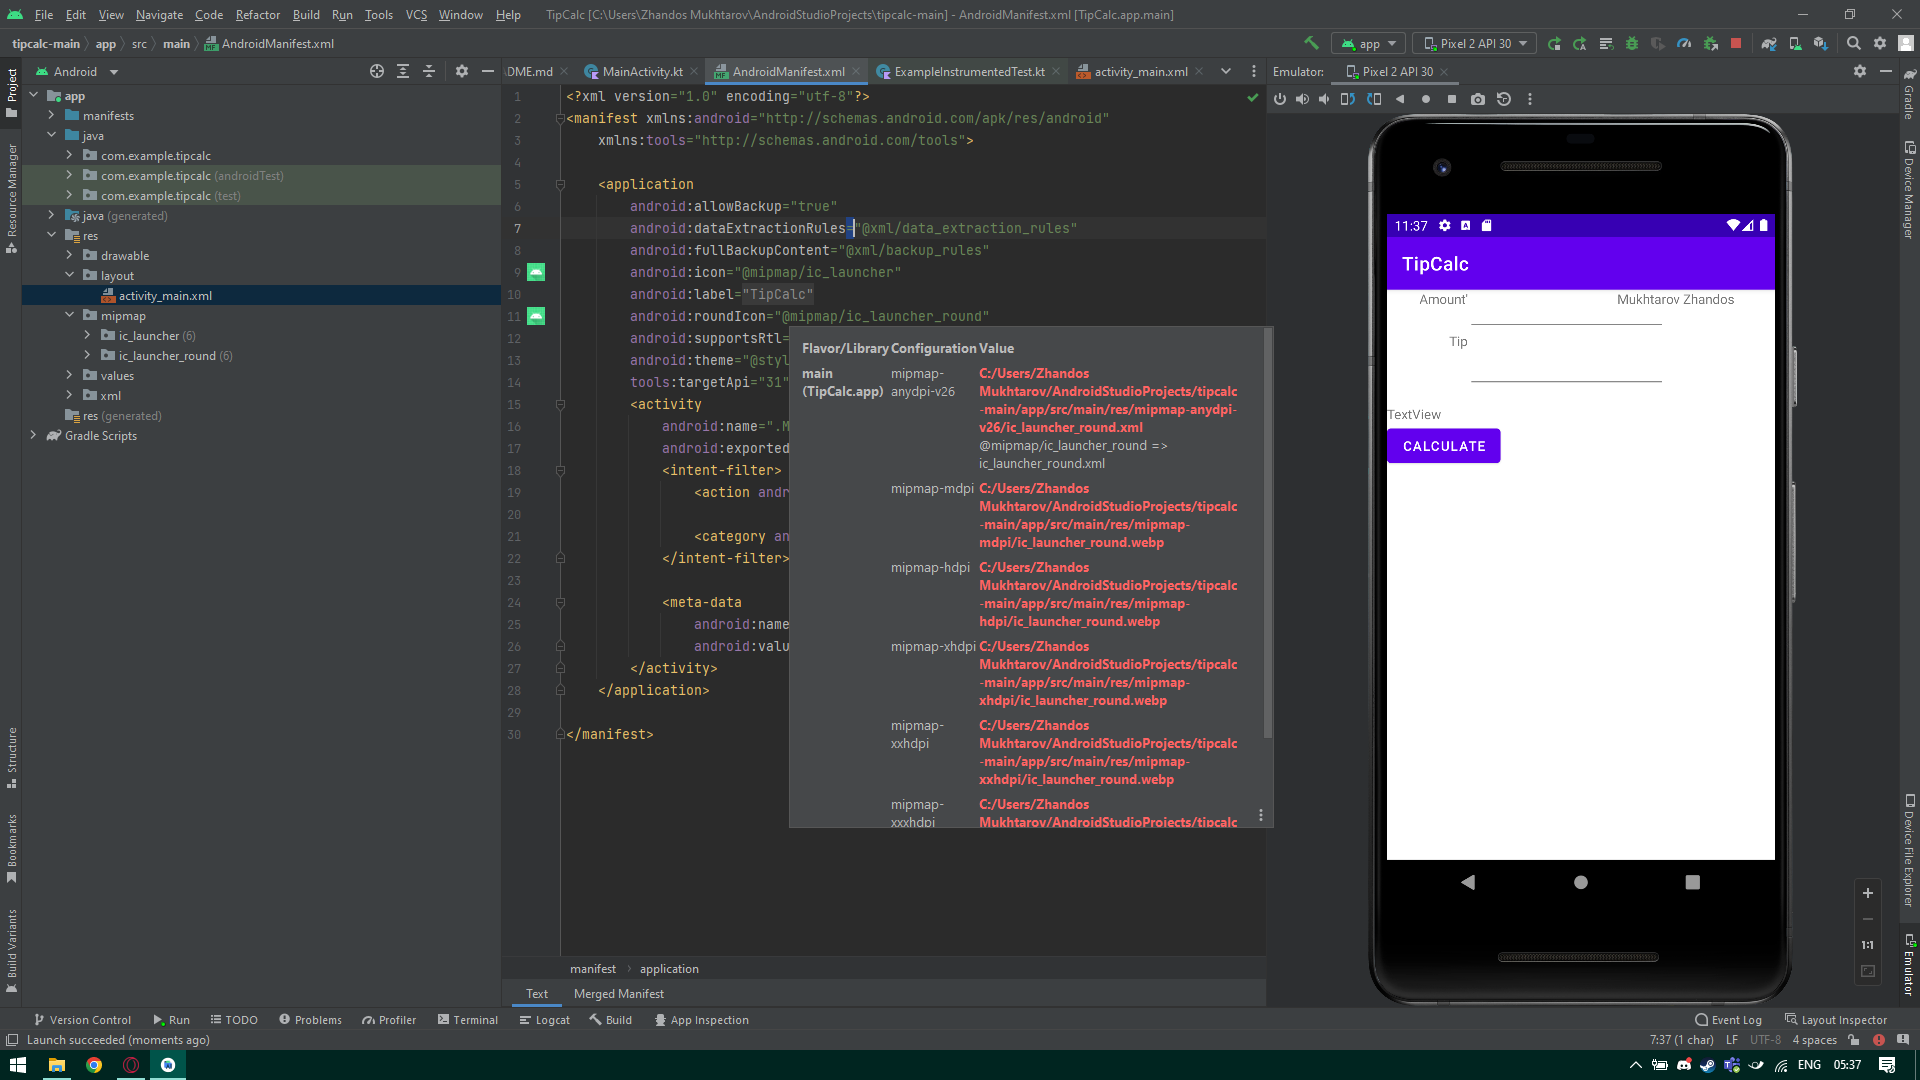 File Edit View Navigate Code Refactor Build Run Tools VCS Window Help TipCalc [C:\Users\Zhandos Mukhtarov\AndroidStudioProjects\tipcalc-main] - AndroidManifest.xml [TipCalc.app.main]
tipcalc-main app src main AndroidManifest.xml app Pixel 2 API 30
Android DME.md MainActivity.kt AndroidManifest.xml ExampleInstrumentedTest.kt activity_main.xml Emulator: Pixel 2 API 30
Project
Resource Manager
Structure
Bookmarks
Build Variants
app
manifests
java
com.example.tipcalc
com.example.tipcalc (androidTest)
com.example.tipcalc (test)
java (generated)
res
drawable
layout
activity_main.xml
mipmap
ic_launcher (6)
ic_launcher_round (6)
values
xml
res (generated)
Gradle Scripts
1 <?xml version="1.0" encoding="utf-8"?>
2 <manifest xmlns:android="http://schemas.android.com/apk/res/android"
3 xmlns:tools="http://schemas.android.com/tools">
4
5 <application
6 android:allowBackup="true"
7 android:dataExtractionRules="@xml/data_extraction_rules"
8 android:fullBackupContent="@xml/backup_rules"
9 android:icon="@mipmap/ic_launcher"
10 android:label="TipCalc"
11 android:roundIcon="@mipmap/ic_launcher_round"
12 android:supportsRtl=
13 android:theme="@styl
14 tools:targetApi="31"
15 <activity
16 android:name=".M
17 android:exported
18 <intent-filter>
19 <action andr
20
21 <category an
22 </intent-filter>
23
24 <meta-data
25 android:name
26 android:valu
27 </activity>
28 </application>
29
30 </manifest>
Flavor/Library Configuration Value
main (TipCalc.app) mipmap-anydpi-v26 C:/Users/Zhandos
Mukhtarov/AndroidStudioProjects/tipcalc
-main/app/src/main/res/mipmap-anydpi-
v26/ic_launcher_round.xml
@mipmap/ic_launcher_round =>
ic_launcher_round.xml
mipmap-mdpi C:/Users/Zhandos
Mukhtarov/AndroidStudioProjects/tipcalc
-main/app/src/main/res/mipmap-
mdpi/ic_launcher_round.webp
mipmap-hdpi C:/Users/Zhandos
Mukhtarov/AndroidStudioProjects/tipcalc
-main/app/src/main/res/mipmap-
hdpi/ic_launcher_round.webp
mipmap-xhdpi C:/Users/Zhandos
Mukhtarov/AndroidStudioProjects/tipcalc
-main/app/src/main/res/mipmap-
xhdpi/ic_launcher_round.webp
mipmap-xxhdpi C:/Users/Zhandos
Mukhtarov/AndroidStudioProjects/tipcalc
-main/app/src/main/res/mipmap-
xxhdpi/ic_launcher_round.webp
mipmap-xxxhdpi C:/Users/Zhandos
Mukhtarov/AndroidStudioProjects/tipcalc
manifest application
Text Merged Manifest
11:37
TipCalc
Amount' Mukhtarov Zhandos
Tip
TextView
CALCULATE
1:1
Gradle
Device Manager
Device File Explorer
Emulator
Version Control Run TODO Problems Profiler Terminal Logcat Build App Inspection Event Log Layout Inspector
Launch succeeded (moments ago) 7:37 (1 char) LF UTF-8 4 spaces
ENG 05:37